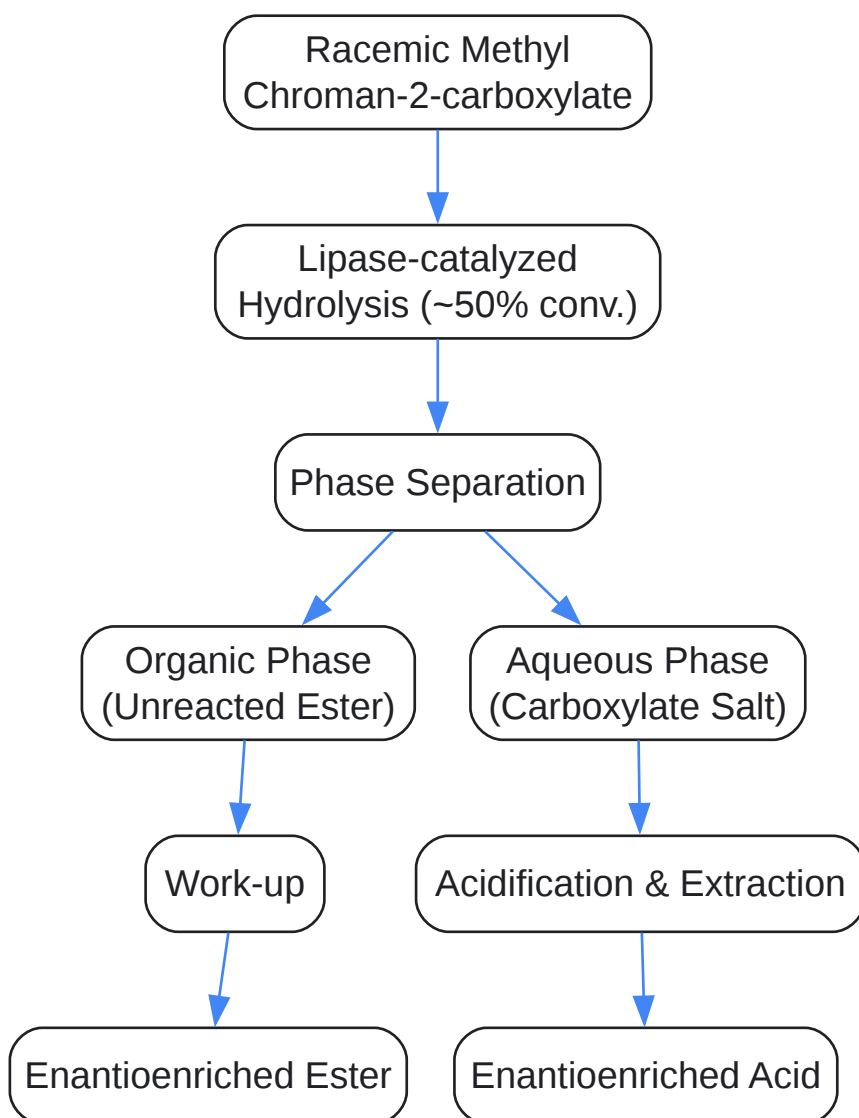 Racemic Methyl
Chroman-2-carboxylate
Lipase-catalyzed
Hydrolysis (~50% conv.)
Phase Separation
Organic Phase
(Unreacted Ester)
Aqueous Phase
(Carboxylate Salt)
Work-up
Acidification & Extraction
Enantioenriched Ester
Enantioenriched Acid